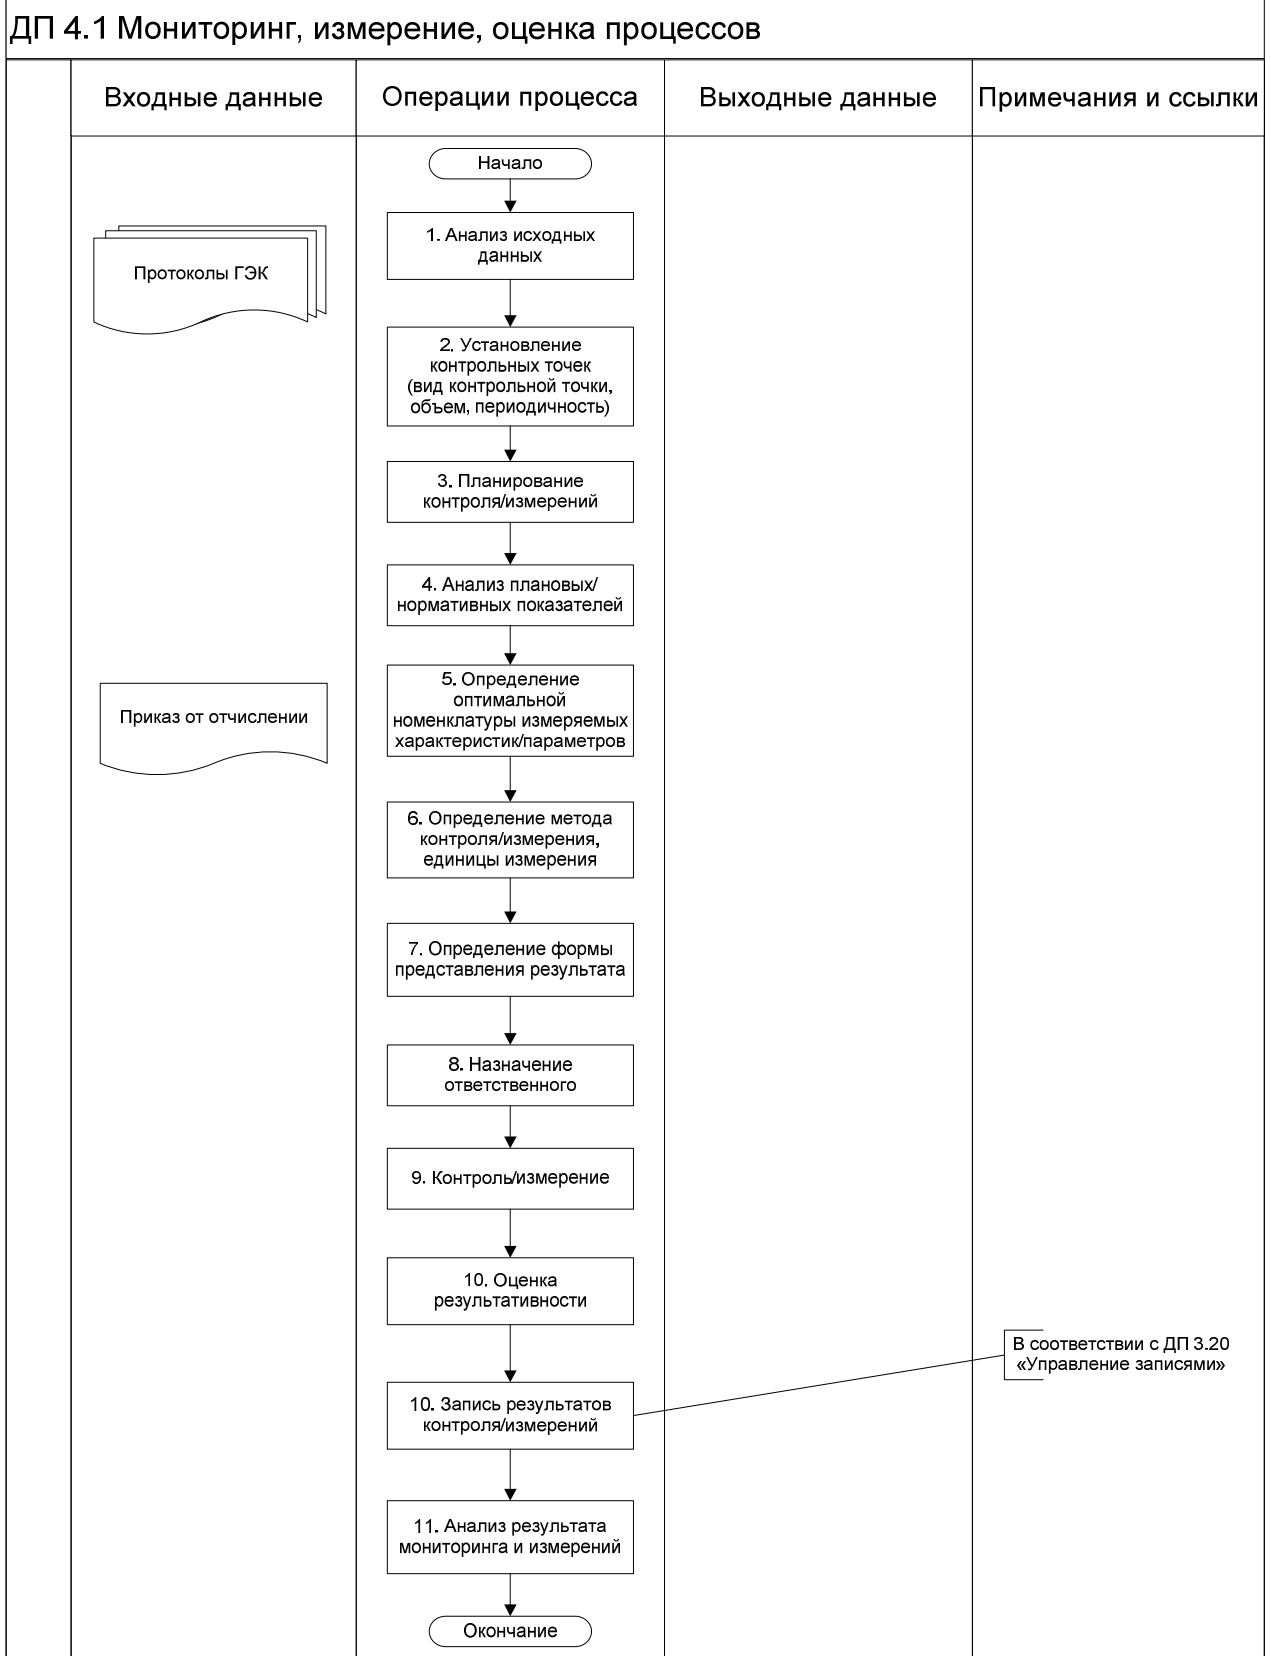 ДП 4.1 Мониторинг, измерение, оценка процессов
Входные данные
Операции процесса
Выходные данные
Примечания и ссылки
Начало
1. Анализ исходных
данных
Протоколы ГЭК
2. Установление
контрольных точек
(вид контрольной точки,
объем, периодичность)
3. Планирование
контроля/измерений
4. Анализ плановых/
нормативных показателей
5. Определение
оптимальной
номенклатуры измеряемых
характеристик/параметров
Приказ от отчислении
6. Определение метода
контроля/измерения,
единицы измерения
7. Определение формы
представления результата
8. Назначение
ответственного
9. Контроль/измерение
10. Оценка
результативности
В соответствии с ДП 3.20
«Управление записями»
10. Запись результатов
контроля/измерений
11. Анализ результата
мониторинга и измерений
Окончание